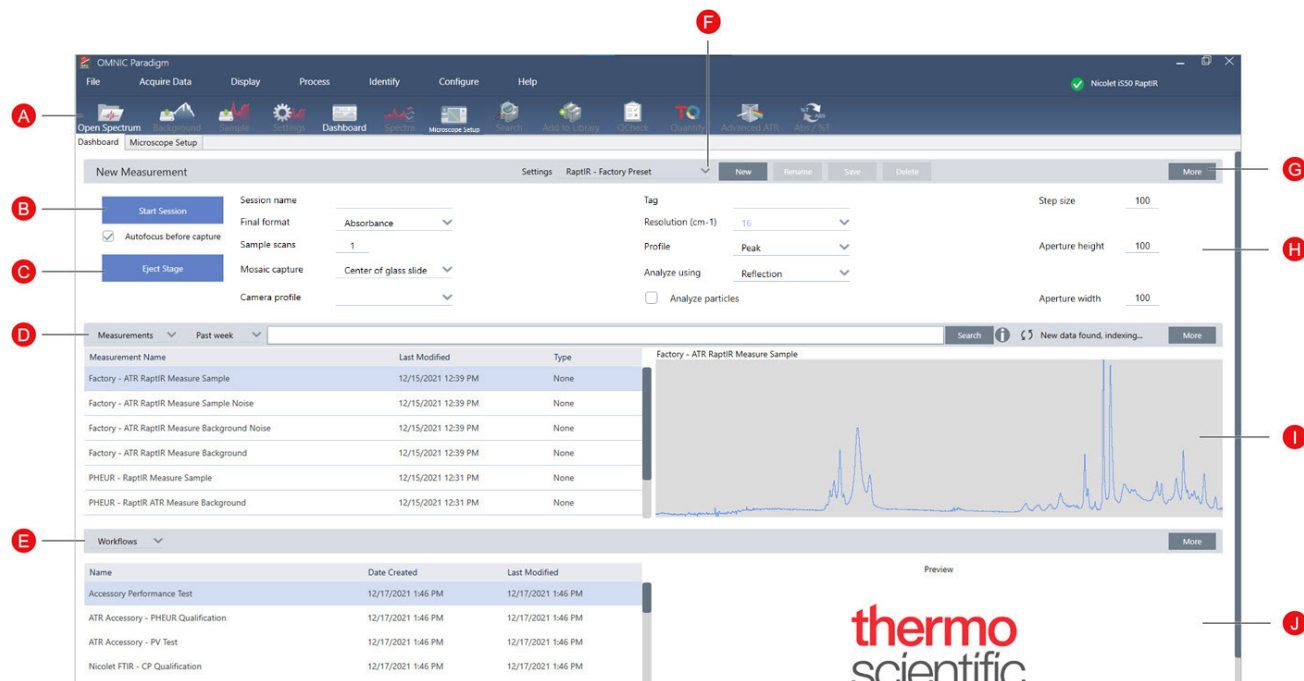 F
OMNIC Paradigm
File Acquire Data Display Process Identify Configure Help
Nicolet iS50 RaptIR
A
Open Spectrum Background Sample Settings Dashboard Spectra Microscope Setup Search Add to Library QCheck Quantify Advanced ATR Abs / %T
Dashboard Microscope Setup
New Measurement Settings RaptIR - Factory Preset New Rename Save Delete More
G
B
Start Session Session name Tag Step size 100
Final format Absorbance Resolution (cm-1) 16
Autofocus before capture Sample scans 1 Profile Peak Aperture height 100
H
C
Eject Stage Mosaic capture Center of glass slide Analyze using Reflection
Camera profile Analyze particles Aperture width 100
D
Measurements Past week Search New data found, indexing... More
Measurement Name Last Modified Type
Factory - ATR RaptIR Measure Sample 12/15/2021 12:39 PM None
Factory - ATR RaptIR Measure Sample Noise 12/15/2021 12:39 PM None
Factory - ATR RaptIR Measure Background Noise 12/15/2021 12:39 PM None
Factory - ATR RaptIR Measure Background 12/15/2021 12:39 PM None
PHEUR - RaptIR Measure Sample 12/15/2021 12:31 PM None
PHEUR - RaptIR ATR Measure Background 12/15/2021 12:31 PM None
Factory - ATR RaptIR Measure Sample
I
E
Workflows More
Name Date Created Last Modified
Accessory Performance Test 12/17/2021 1:46 PM 12/17/2021 1:46 PM
ATR Accessory - PHEUR Qualification 12/17/2021 1:46 PM 12/17/2021 1:46 PM
ATR Accessory - PV Test 12/17/2021 1:46 PM 12/17/2021 1:46 PM
Nicolet FTIR - CP Qualification 12/17/2021 1:46 PM 12/17/2021 1:46 PM
Preview
thermo
scientific
J